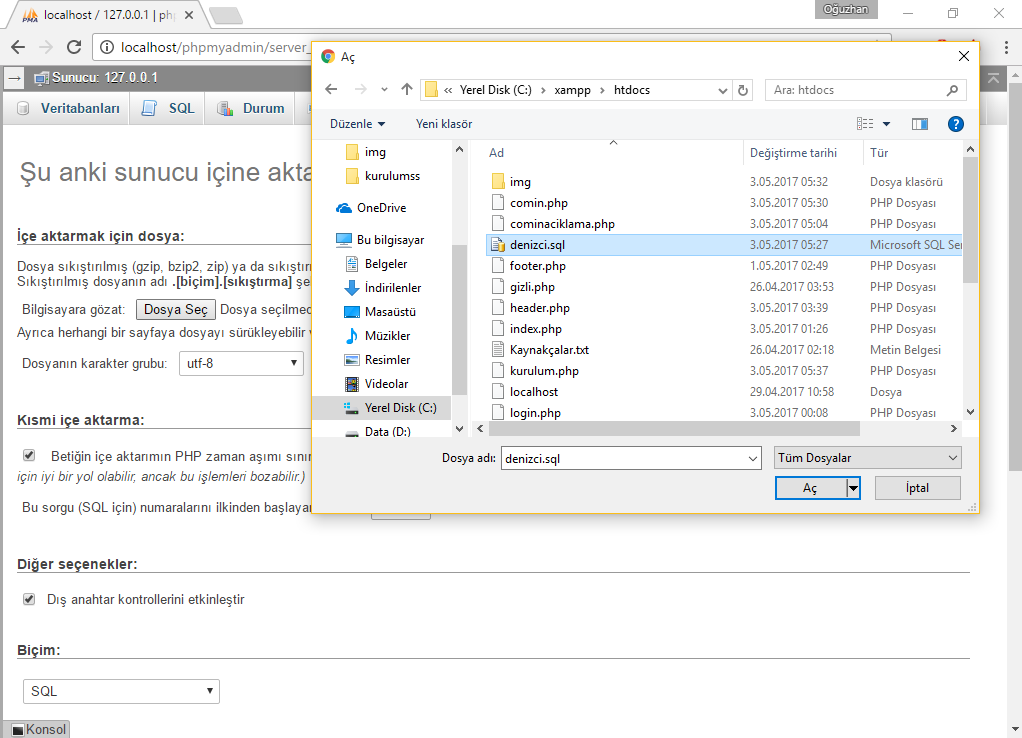 localhost / 127.0.0.1 | ph
Oğuzhan
localhost/phpmyadmin/server_
Sunucu: 127.0.0.1
Veritabanları
SQL
Durum
Şu anki sunucu içine akta
İçe aktarmak için dosya:
Dosya sıkıştırılmış (gzip, bzip2, zip) ya da sıkıştırı
Sıkıştırılmış dosyanın adı .[biçim].[sıkıştırma] şe
Bilgisayara gözat: Dosya Seç Dosya seçilmed
Ayrıca herhangi bir sayfaya dosyayı sürükleyebilir
Dosyanın karakter grubu: utf-8
Kısmi içe aktarma:
Betiğin içe aktarımın PHP zaman aşımı sınır
için iyi bir yol olabilir, ancak bu işlemleri bozabilir.)
Bu sorgu (SQL için) numaralarını ilkinden başlayar
Diğer seçenekler:
Dış anahtar kontrollerini etkinleştir
Biçim:
SQL
Konsol
Aç
« Yerel Disk (C:) › xampp › htdocs
Ara: htdocs
Düzenle
Yeni klasör
img
kurulumss
OneDrive
Bu bilgisayar
Belgeler
İndirilenler
Masaüstü
Müzikler
Resimler
Videolar
Yerel Disk (C:)
Data (D:)
Ad Değiştirme tarihi Tür
img 3.05.2017 05:32 Dosya klasörü
comin.php 3.05.2017 05:30 PHP Dosyası
cominaciklama.php 3.05.2017 05:04 PHP Dosyası
denizci.sql 3.05.2017 05:27 Microsoft SQL Ser
footer.php 1.05.2017 02:49 PHP Dosyası
gizli.php 26.04.2017 03:53 PHP Dosyası
header.php 3.05.2017 03:39 PHP Dosyası
index.php 3.05.2017 01:26 PHP Dosyası
Kaynakçalar.txt 26.04.2017 02:18 Metin Belgesi
kurulum.php 3.05.2017 05:37 PHP Dosyası
localhost 29.04.2017 10:58 Dosya
login.php 3.05.2017 00:08 PHP Dosyası
Dosya adı: denizci.sql
Tüm Dosyalar
Aç
İptal